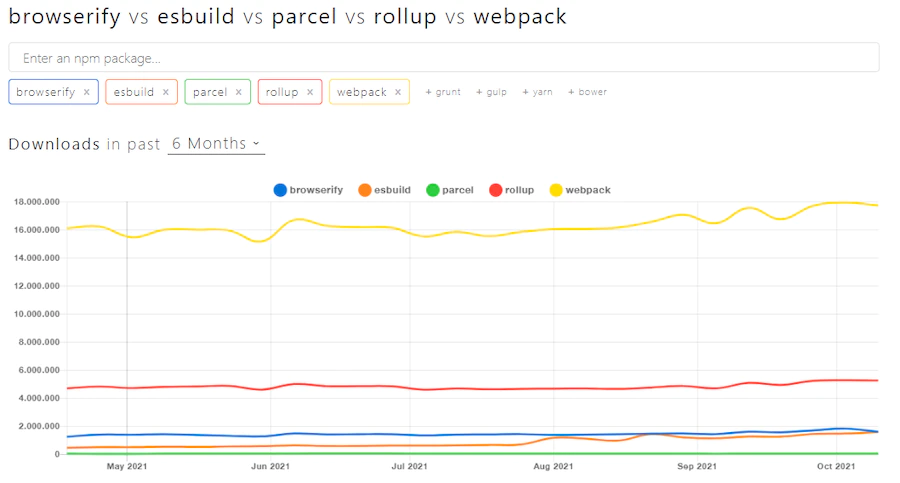 browserify vs esbuild vs parcel vs rollup vs webpack
Enter an npm package...
browserify × esbuild × parcel × rollup × webpack × + grunt + gulp + yarn + bower
Downloads in past 6 Months
browserify esbuild parcel rollup webpack
18.000.000
16.000.000
14.000.000
12.000.000
10.000.000
8.000.000
6.000.000
4.000.000
2.000.000
0
May 2021 Jun 2021 Jul 2021 Aug 2021 Sep 2021 Oct 2021